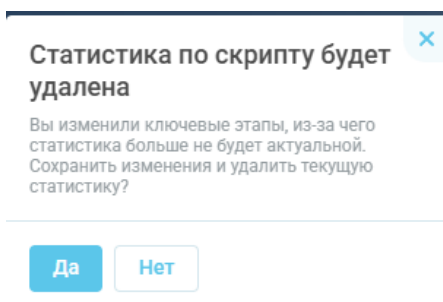 Статистика по скрипту будет
удалена
Вы изменили ключевые этапы, из-за чего
статистика больше не будет актуальной.
Сохранить изменения и удалить текущую
статистику?
Да
Нет